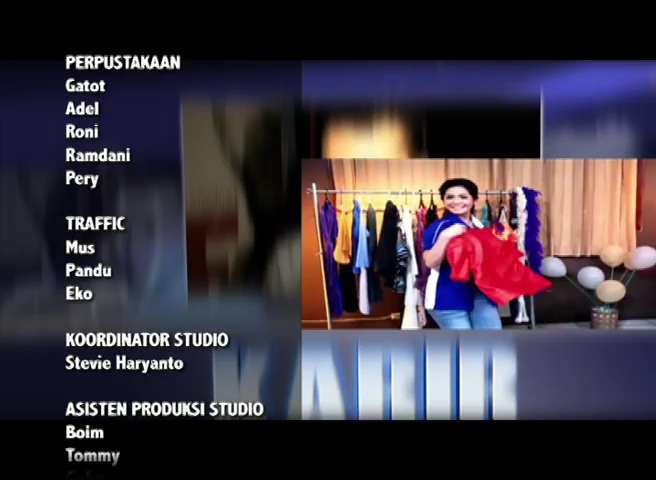 PERPUSTAKAAN
Gatot
Adel
Roni
Ramdani
Pery
TRAFFIC
Mus
Pandu
Eko
KOORDINATOR STUDIO
Stevie Haryanto
ASISTEN PRODUKSI STUDIO
Boim
Tommy